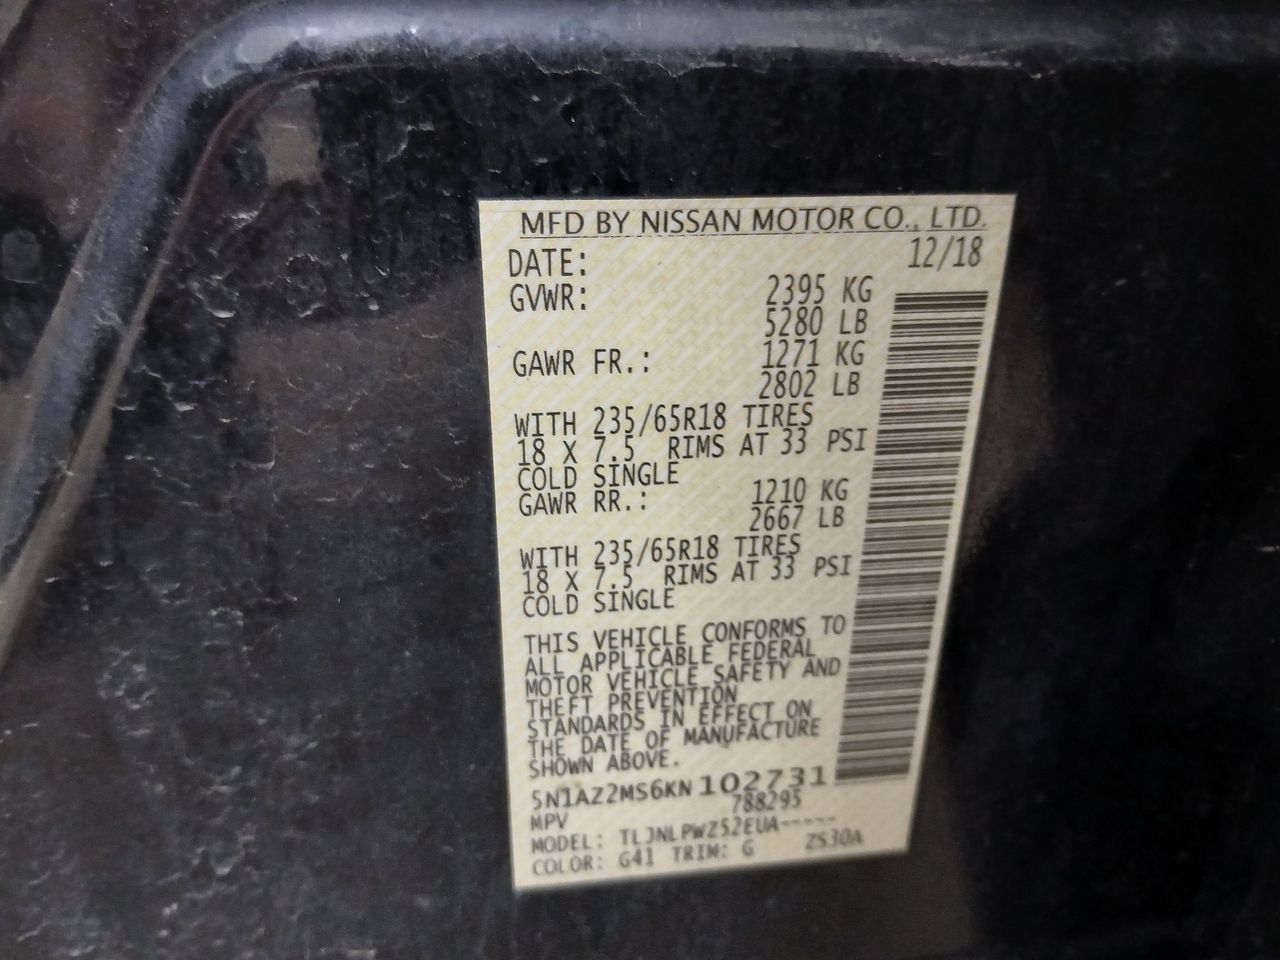 MFD BY NISSAN MOTOR CO., LTD.
DATE: 12/18
GVWR: 2395 KG
5280 LB
GAWR FR.: 1271 KG
2802 LB
WITH 235/65R18 TIRES
18 X 7.5 RIMS AT 33 PSI
COLD SINGLE
GAWR RR.: 1210 KG
2667 LB
WITH 235/65R18 TIRES
18 X 7.5 RIMS AT 33 PSI
COLD SINGLE
THIS VEHICLE CONFORMS TO
ALL APPLICABLE FEDERAL
MOTOR VEHICLE SAFETY AND
THEFT PREVENTION
STANDARDS IN EFFECT ON
THE DATE OF MANUFACTURE
SHOWN ABOVE.
5N1AZ2MS6KN102731
MPV 788295
MODEL: TLJNLPWZ52EUA-----
COLOR: G41 TRIM: G ZS30A